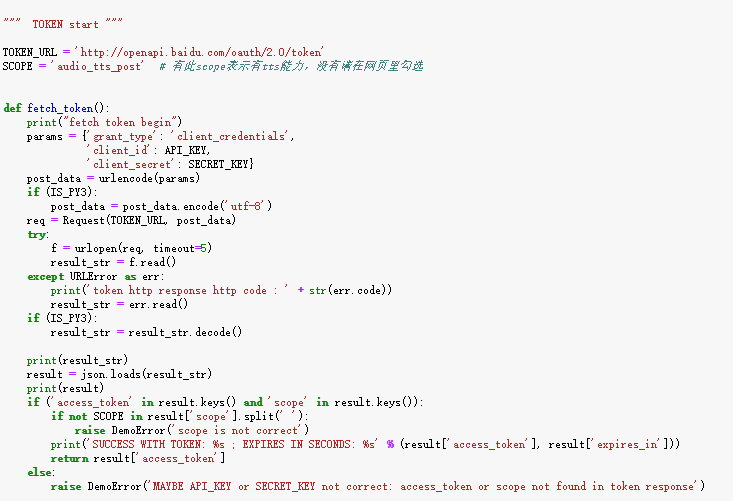 """  TOKEN start """

TOKEN_URL = 'http://openapi.baidu.com/oauth/2.0/token'
SCOPE = 'audio_tts_post'  # 有此scope表示有tts能力，没有请在网页里勾选


def fetch_token():
    print("fetch token begin")
    params = {'grant_type': 'client_credentials',
              'client_id': API_KEY,
              'client_secret': SECRET_KEY}
    post_data = urlencode(params)
    if (IS_PY3):
        post_data = post_data.encode('utf-8')
    req = Request(TOKEN_URL, post_data)
    try:
        f = urlopen(req, timeout=5)
        result_str = f.read()
    except URLError as err:
        print('token http response http code : ' + str(err.code))
        result_str = err.read()
    if (IS_PY3):
        result_str = result_str.decode()

    print(result_str)
    result = json.loads(result_str)
    print(result)
    if ('access_token' in result.keys() and 'scope' in result.keys()):
        if not SCOPE in result['scope'].split(' '):
            raise DemoError('scope is not correct')
        print('SUCCESS WITH TOKEN: %s ; EXPIRES IN SECONDS: %s' % (result['access_token'], result['expires_in']))
        return result['access_token']
    else:
        raise DemoError('MAYBE API_KEY or SECRET_KEY not correct: access_token or scope not found in token response')